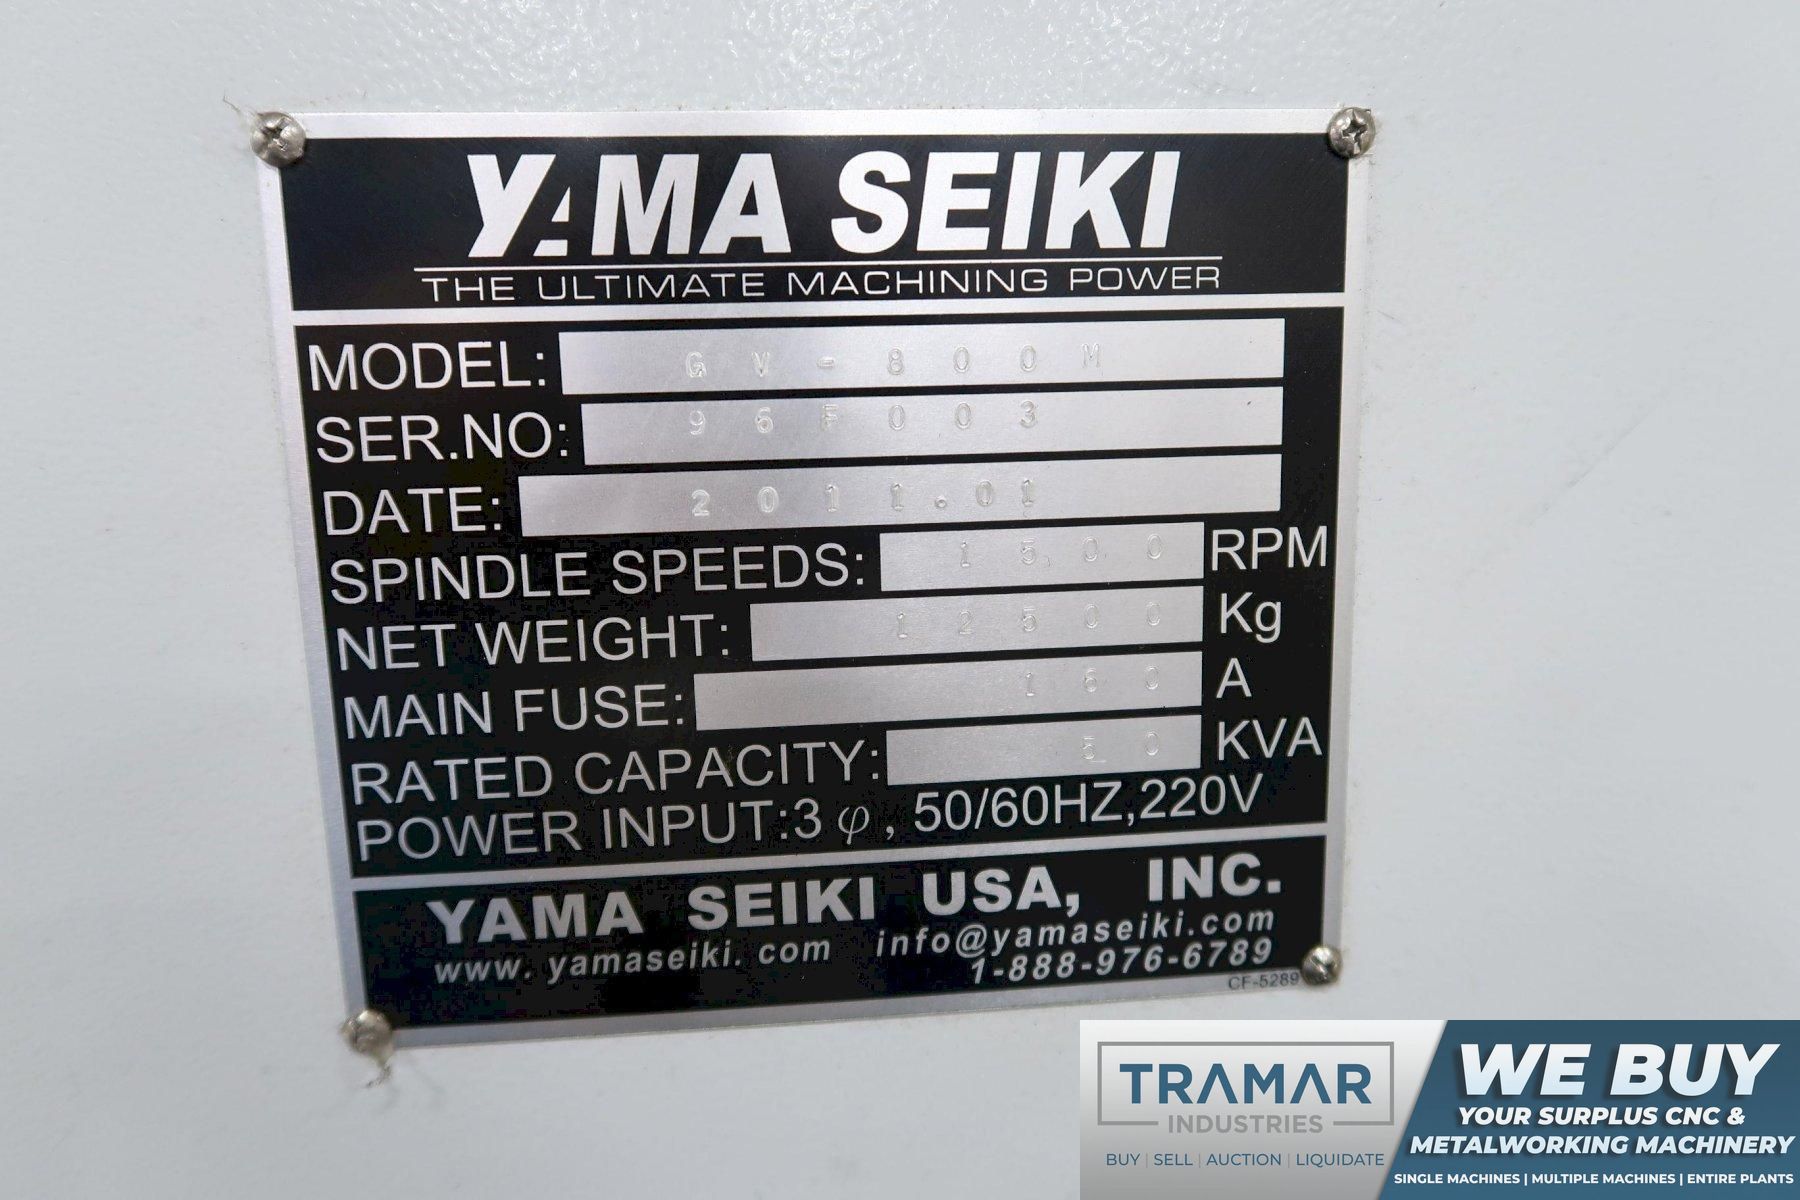 YAMA SEIKI
THE ULTIMATE MACHINING POWER
MODEL: GV-800M
SER.NO: 96F003
DATE: 2011.01
SPINDLE SPEEDS: 1500 RPM
NET WEIGHT: 12500 Kg
MAIN FUSE: 160 A
RATED CAPACITY: 50 KVA
POWER INPUT:3 φ, 50/60HZ,220V
YAMA SEIKI USA, INC.
www. yamaseiki. com info@yamaseiki.com
1-888-976-6789
CF-5289
TRAMAR
INDUSTRIES
BUY | SELL | AUCTION | LIQUIDATE
WE BUY
YOUR SURPLUS CNC &
METALWORKING MACHINERY
SINGLE MACHINES | MULTIPLE MACHINES | ENTIRE PLANTS